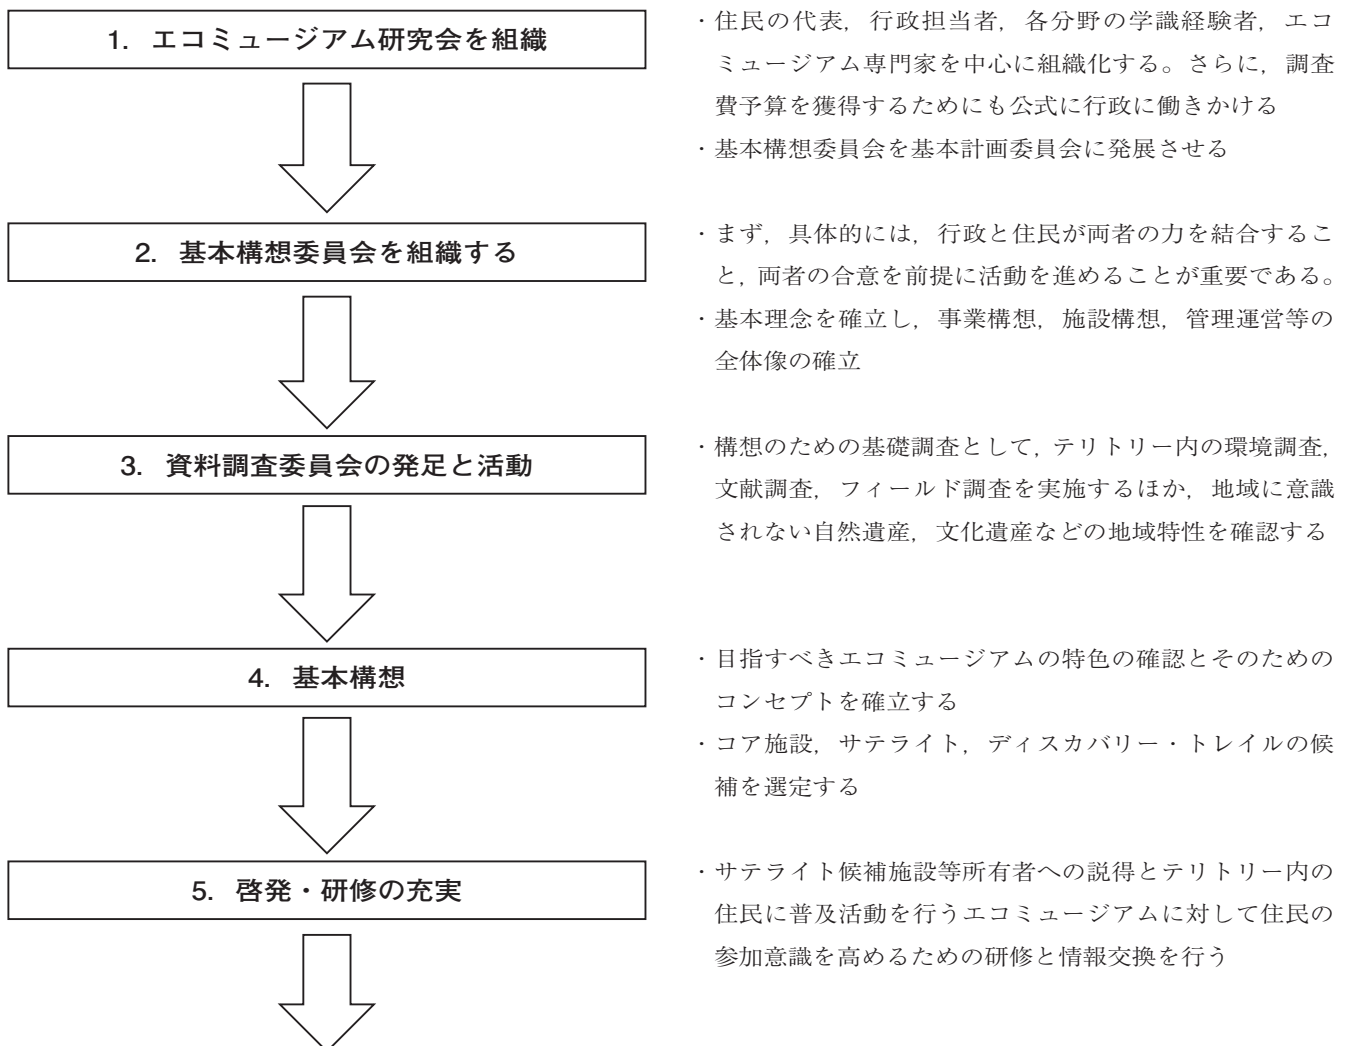 1. エコミュージアム研究会を組織
・住民の代表，行政担当者，各分野の学識経験者，エコ
ミュージアム専門家を中心に組織化する。さらに，調査
費予算を獲得するためにも公式に行政に働きかける
・基本構想委員会を基本計画委員会に発展させる
2. 基本構想委員会を組織する
・まず，具体的には，行政と住民が両者の力を結合するこ
と，両者の合意を前提に活動を進めることが重要である。
・基本理念を確立し，事業構想，施設構想，管理運営等の
全体像の確立
3. 資料調査委員会の発足と活動
・構想のための基礎調査として，テリトリー内の環境調査，
文献調査，フィールド調査を実施するほか，地域に意識
されない自然遺産，文化遺産などの地域特性を確認する
4. 基本構想
・目指すべきエコミュージアムの特色の確認とそのための
コンセプトを確立する
・コア施設，サテライト，ディスカバリー・トレイルの候
補を選定する
5. 啓発・研修の充実
・サテライト候補施設等所有者への説得とテリトリー内の
住民に普及活動を行うエコミュージアムに対して住民の
参加意識を高めるための研修と情報交換を行う